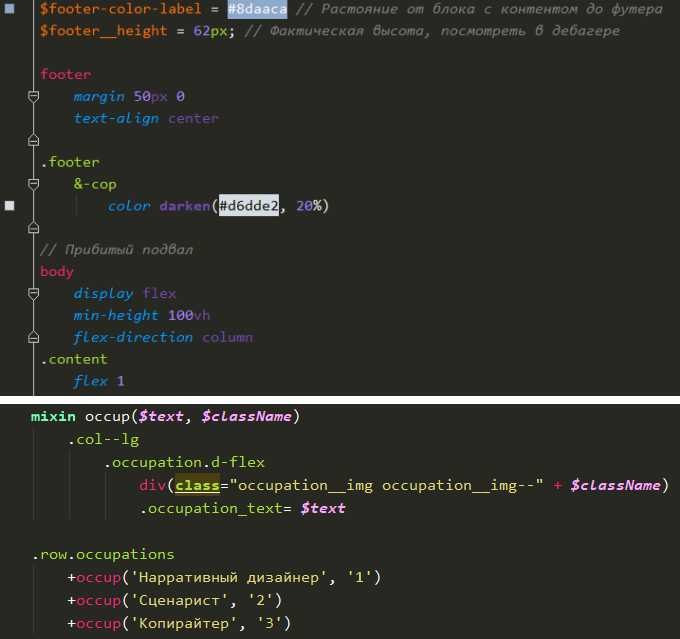 $footer-color-label = #8daaca // Растояние от блока с контентом до футера
$footer__height = 62px; // Фактическая высота, посмотреть в дебагере
footer
margin 50px 0
text-align center
.footer
&-cop
color darken(#d6dde2, 20%)
// Прибитый подвал
body
display flex
min-height 100vh
flex-direction column
.content
flex 1
mixin occup($text, $className)
.col--lg
.occupation.d-flex
div(class="occupation__img occupation__img--" + $className)
.occupation_text= $text
.row.occupations
+occup('Нарративный дизайнер', '1')
+occup('Сценарист', '2')
+occup('Копирайтер', '3')